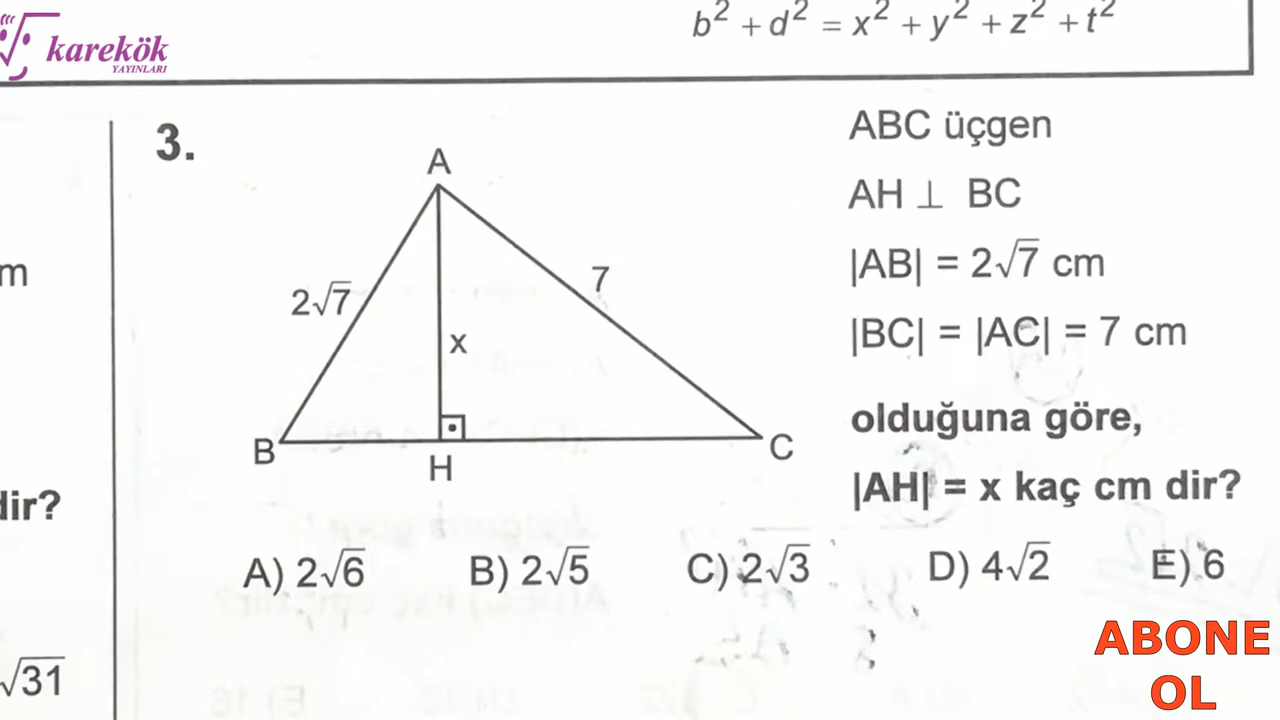 karekök
YAYINLARI
b² + d² = x² + y² + z² + t²
m
dir?
√31
3.
A
2√7
7
x
B
H
C
ABC üçgen
AH ⊥ BC
|AB| = 2√7 cm
|BC| = |AC| = 7 cm
olduğuna göre,
|AH| = x kaç cm dir?
A) 2√6 B) 2√5 C) 2√3 D) 4√2 E) 6
ABONE
OL